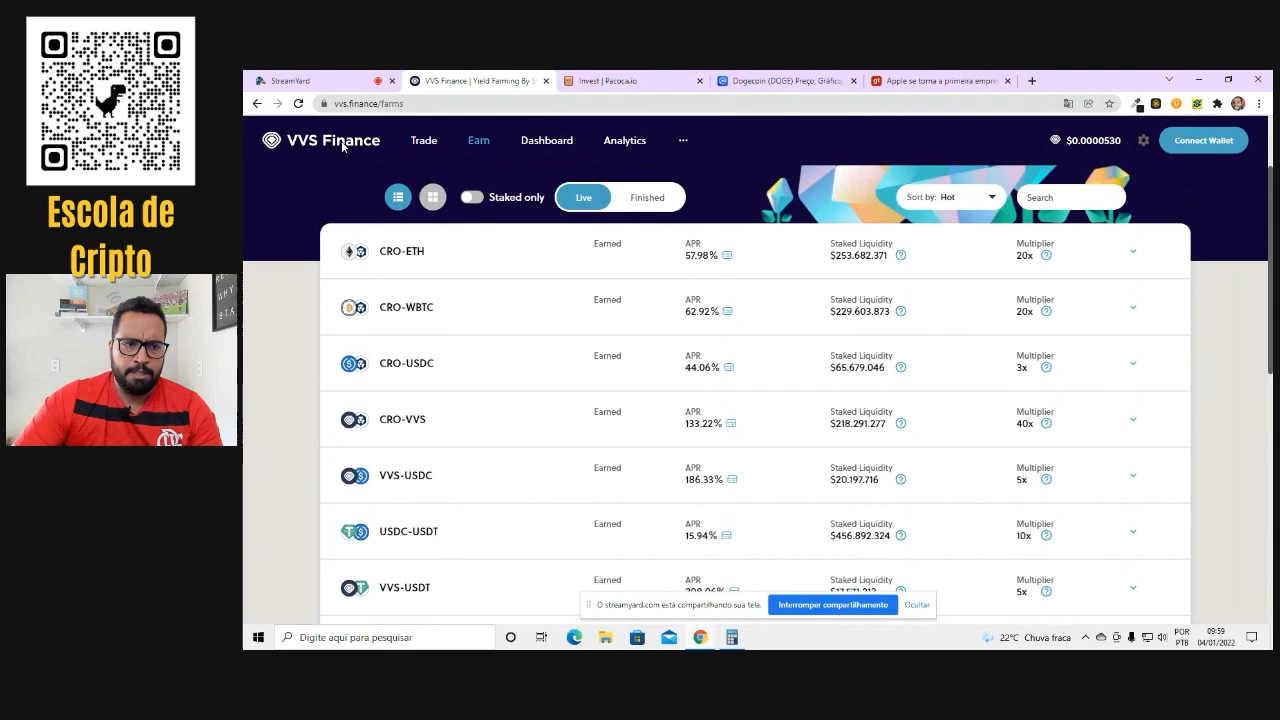 Escola de
Cripto
StreamYard
VVS Finance | Yield Farming By S
Invest | Pacoca.io
Dogecoin (DOGE) Preço, Gráfico
Apple se torna a primeira empre
vvs.finance/farms
VVS Finance
Trade
Earn
Dashboard
Analytics
$0.0000530
Connect Wallet
Staked only
Live
Finished
Sort by: Hot
Search
CRO-ETH
Earned
APR
57.98%
Staked Liquidity
$253.682.371
Multiplier
20x
CRO-WBTC
Earned
APR
62.92%
Staked Liquidity
$229.603.873
Multiplier
20x
CRO-USDC
Earned
APR
44.06%
Staked Liquidity
$65.679.046
Multiplier
3x
CRO-VVS
Earned
APR
133.22%
Staked Liquidity
$218.291.277
Multiplier
40x
VVS-USDC
Earned
APR
186.33%
Staked Liquidity
$20.197.716
Multiplier
5x
USDC-USDT
Earned
APR
15.94%
Staked Liquidity
$456.892.324
Multiplier
10x
VVS-USDT
Earned
APR
Staked Liquidity
Multiplier
5x
O streamyard.com está compartilhando sua tela.
Interromper compartilhamento
Ocultar
Digite aqui para pesquisar
22°C Chuva fraca
POR
PTB
09:59
04/01/2022